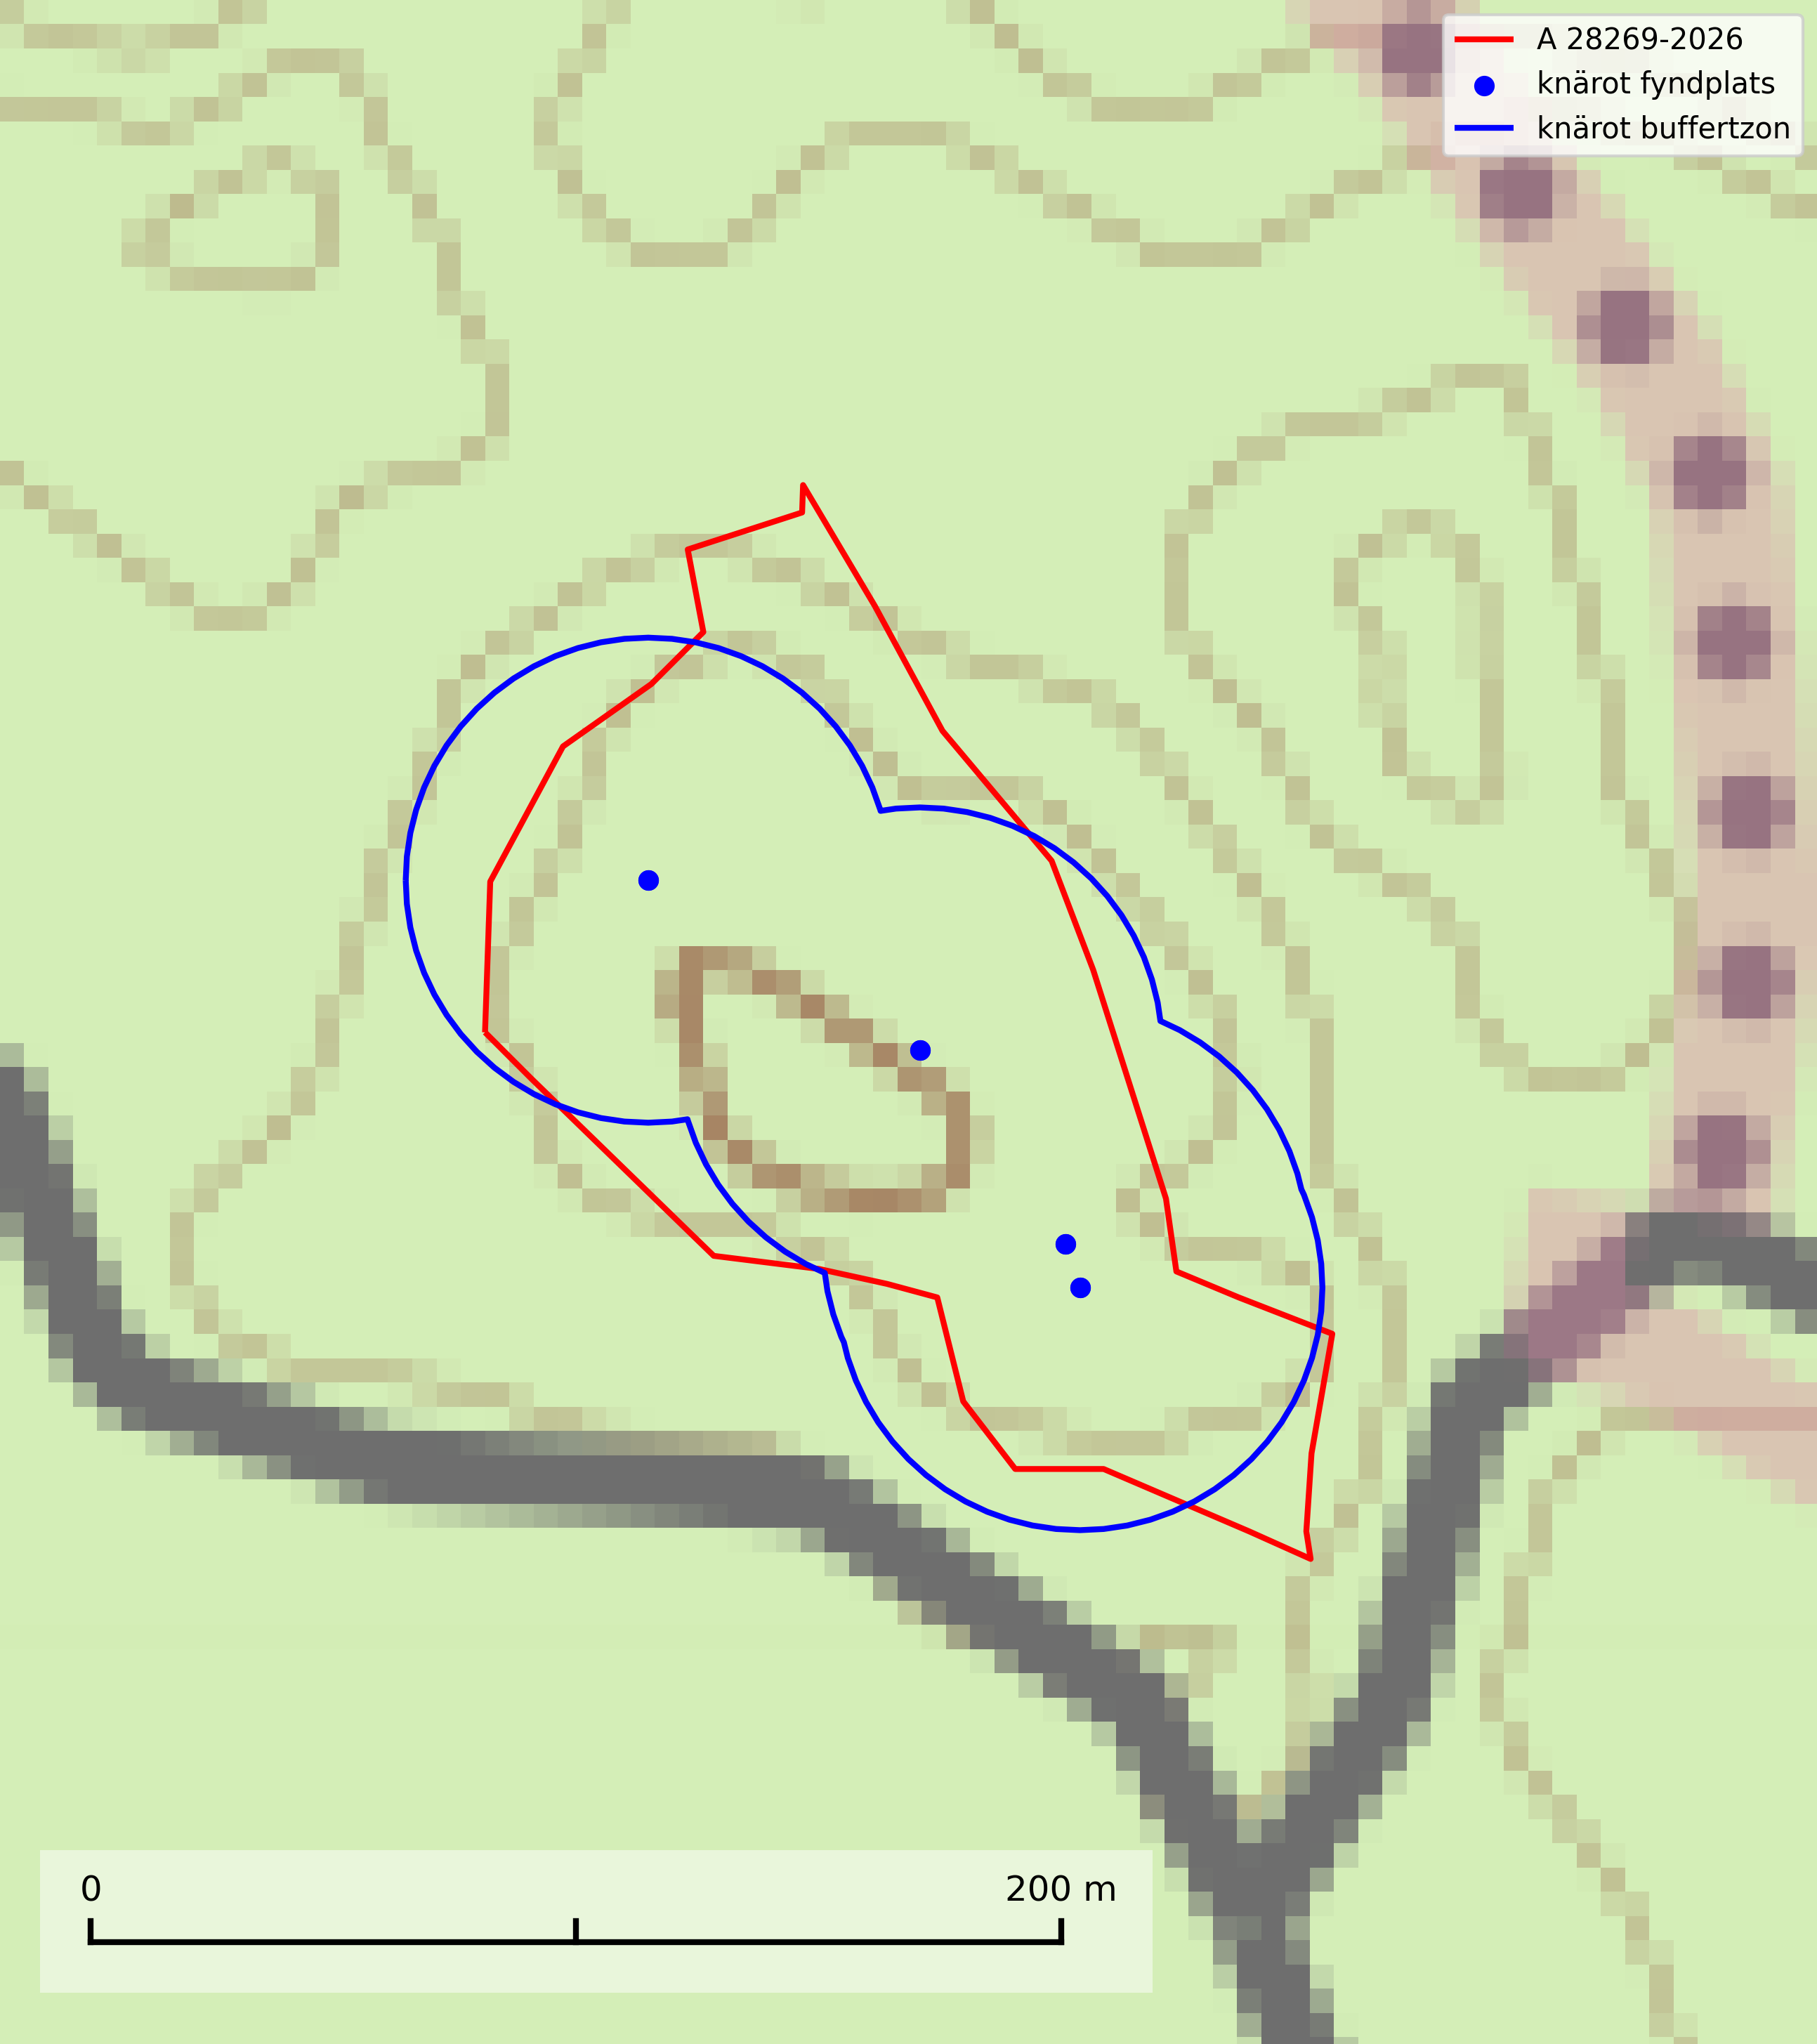 A 28269-2026
knärot fyndplats
knärot buffertzon
0 200 m